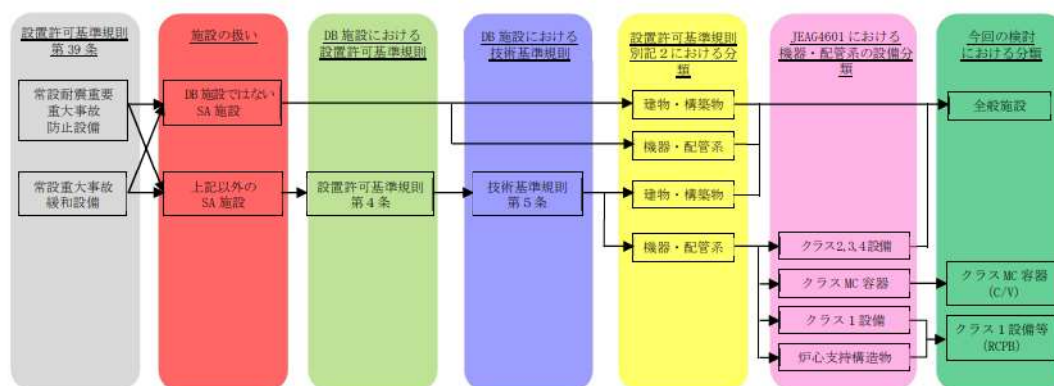 設置許可基準規則
第39条
常設耐震重要
重大事故
防止設備
常設重大事故
緩和設備
施設の扱い
DB施設ではない
SA施設
上記以外の
SA施設
DB施設における
設置許可基準規則
設置許可基準規則
第4条
DB施設における
技術基準規則
技術基準規則
第5条
設置許可基準規則
別記2における分
類
建物・構築物
機器・配管系
建物・構築物
機器・配管系
JEAG4601における
機器・配管系の設備分
類
クラス2,3,4設備
クラスMC容器
クラス1設備
炉心支持構造物
今回の検討
における分類
全般施設
クラスMC容器
(C/V)
クラス1設備等
(RCPB)